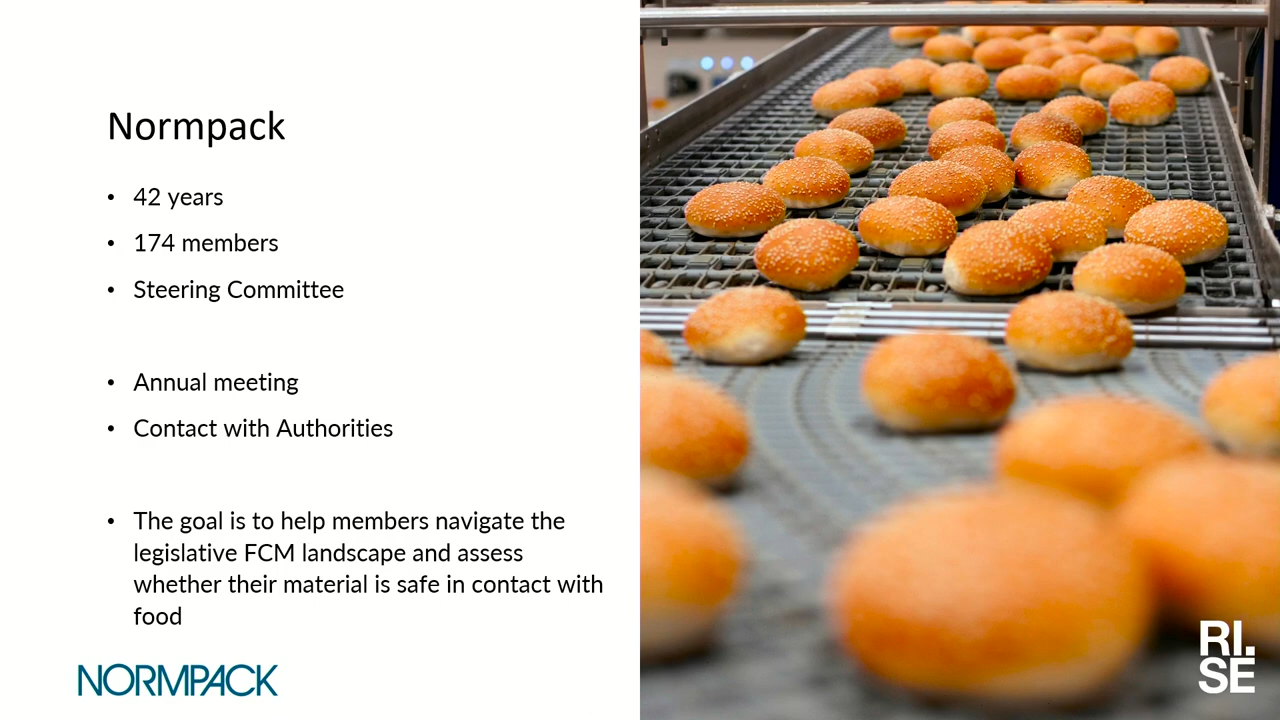 Normpack
• 42 years
• 174 members
• Steering Committee
• Annual meeting
• Contact with Authorities
• The goal is to help members navigate the
legislative FCM landscape and assess
whether their material is safe in contact with
food
NORMPACK
RI.
SE